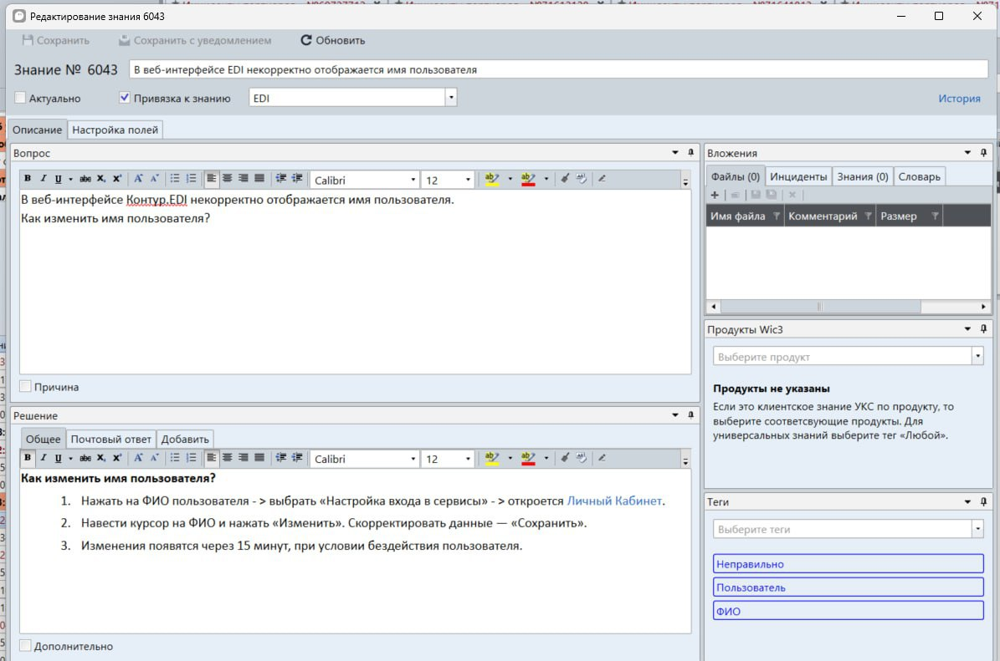 Редактирование знания 6043
Сохранить
Сохранить с уведомлением
Обновить
Знание № 6043
В веб-интерфейсе EDI некорректно отображается имя пользователя
Актуально
Привязка к знанию
EDI
История
Описание
Настройка полей
Вопрос
Calibri
12
В веб-интерфейсе Контур.EDI некорректно отображается имя пользователя.
Как изменить имя пользователя?
Причина
Решение
Общее
Почтовый ответ
Добавить
Calibri
12
Как изменить имя пользователя?
1. Нажать на ФИО пользователя - > выбрать «Настройка входа в сервисы» - > откроется Личный Кабинет.
2. Навести курсор на ФИО и нажать «Изменить». Скорректировать данные — «Сохранить».
3. Изменения появятся через 15 минут, при условии бездействия пользователя.
Дополнительно
Вложения
Файлы (0)
Инциденты
Знания (0)
Словарь
Имя файла
Комментарий
Размер
Продукты Wic3
Выберите продукт
Продукты не указаны
Если это клиентское знание УКС по продукту, то
выберите соответсвующие продукты. Для
универсальных знаний выберите тег «Любой».
Теги
Выберите теги
Неправильно
Пользователь
ФИО